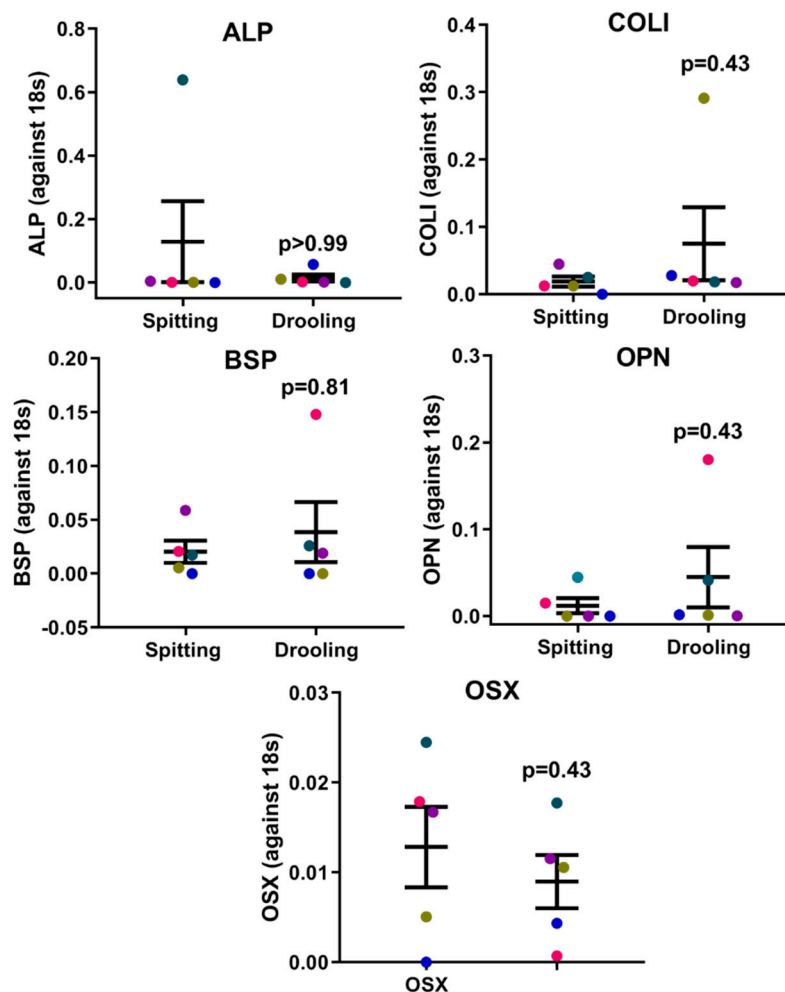 ALP
ALP (against 18s)
0.8
0.6
0.4
0.2
0.0
p>0.99
Spitting
Drooling
COLI
COLI (against 18s)
0.4
0.3
0.2
0.1
0.0
p=0.43
Spitting
Drooling
BSP
BSP (against 18s)
0.20
0.15
0.10
0.05
0.00
-0.05
p=0.81
Spitting
Drooling
OPN
OPN (against 18s)
0.3
0.2
0.1
0.0
p=0.43
Spitting
Drooling
OSX
OSX (against 18s)
0.03
0.02
0.01
0.00
p=0.43
OSX